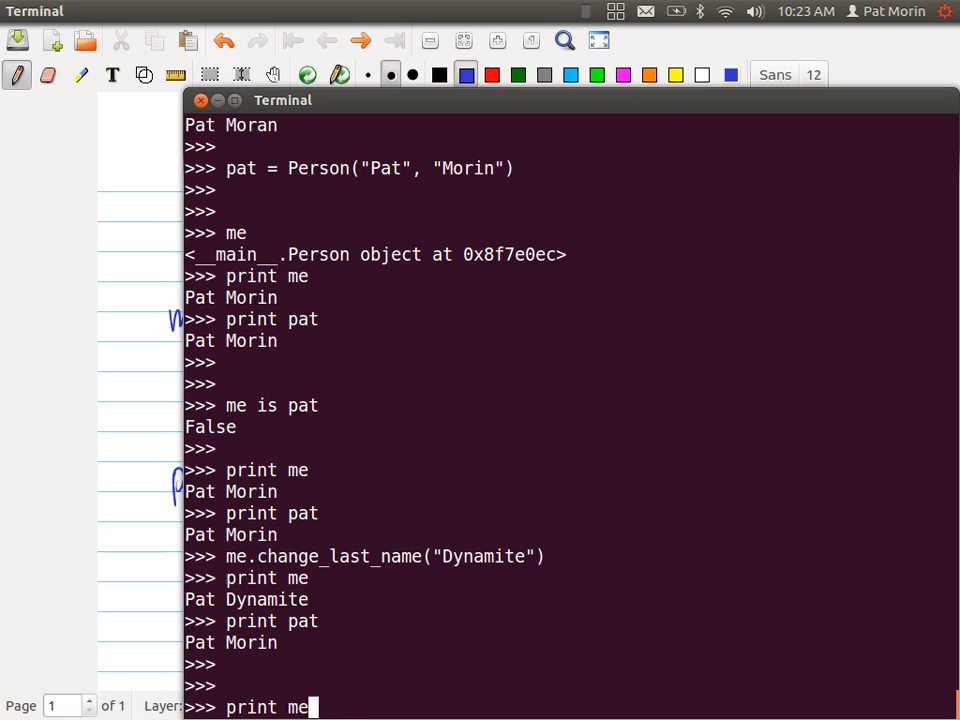 Terminal
10:23 AM
Pat Morin
Sans 12
Terminal
Pat Moran
>>>
>>> pat = Person("Pat", "Morin")
>>>
>>>
>>> me
<__main__.Person object at 0x8f7e0ec>
>>> print me
Pat Morin
>>> print pat
Pat Morin
>>>
>>>
>>> me is pat
False
>>>
>>> print me
Pat Morin
>>> print pat
Pat Morin
>>> me.change_last_name("Dynamite")
>>> print me
Pat Dynamite
>>> print pat
Pat Morin
>>>
>>>
>>> print me
Page 1 of 1 Layer: